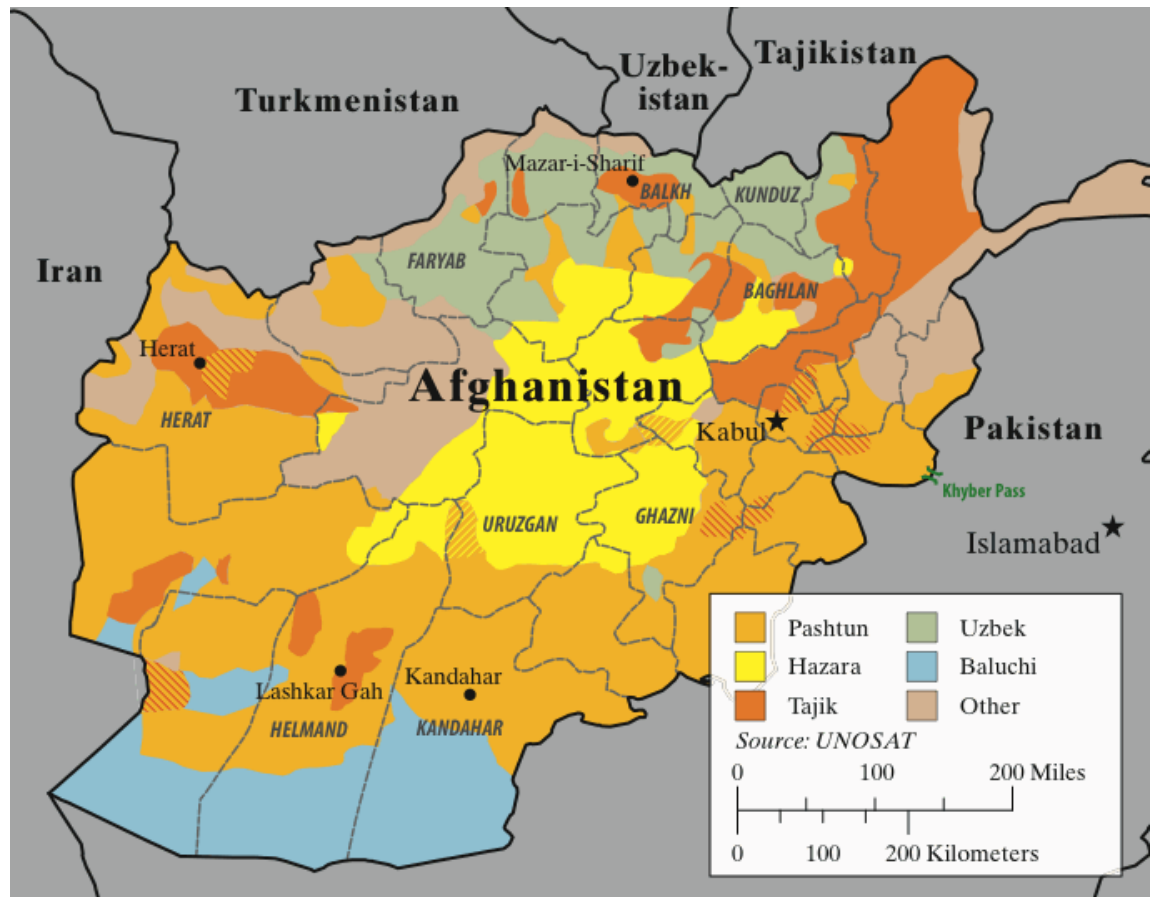 Uzbek-
istan
Tajikistan
Turkmenistan
Mazar-i-Sharif
BALKH
KUNDUZ
Iran
FARYAB
BAGHLAN
Herat
HERAT
Afghanistan
Kabul
Pakistan
Khyber Pass
URUZGAN
GHAZNI
Islamabad
Lashkar Gah
Kandahar
HELMAND
KANDAHAR
Pashtun
Uzbek
Hazara
Baluchi
Tajik
Other
Source: UNOSAT
0 100 200 Miles
0 100 200 Kilometers